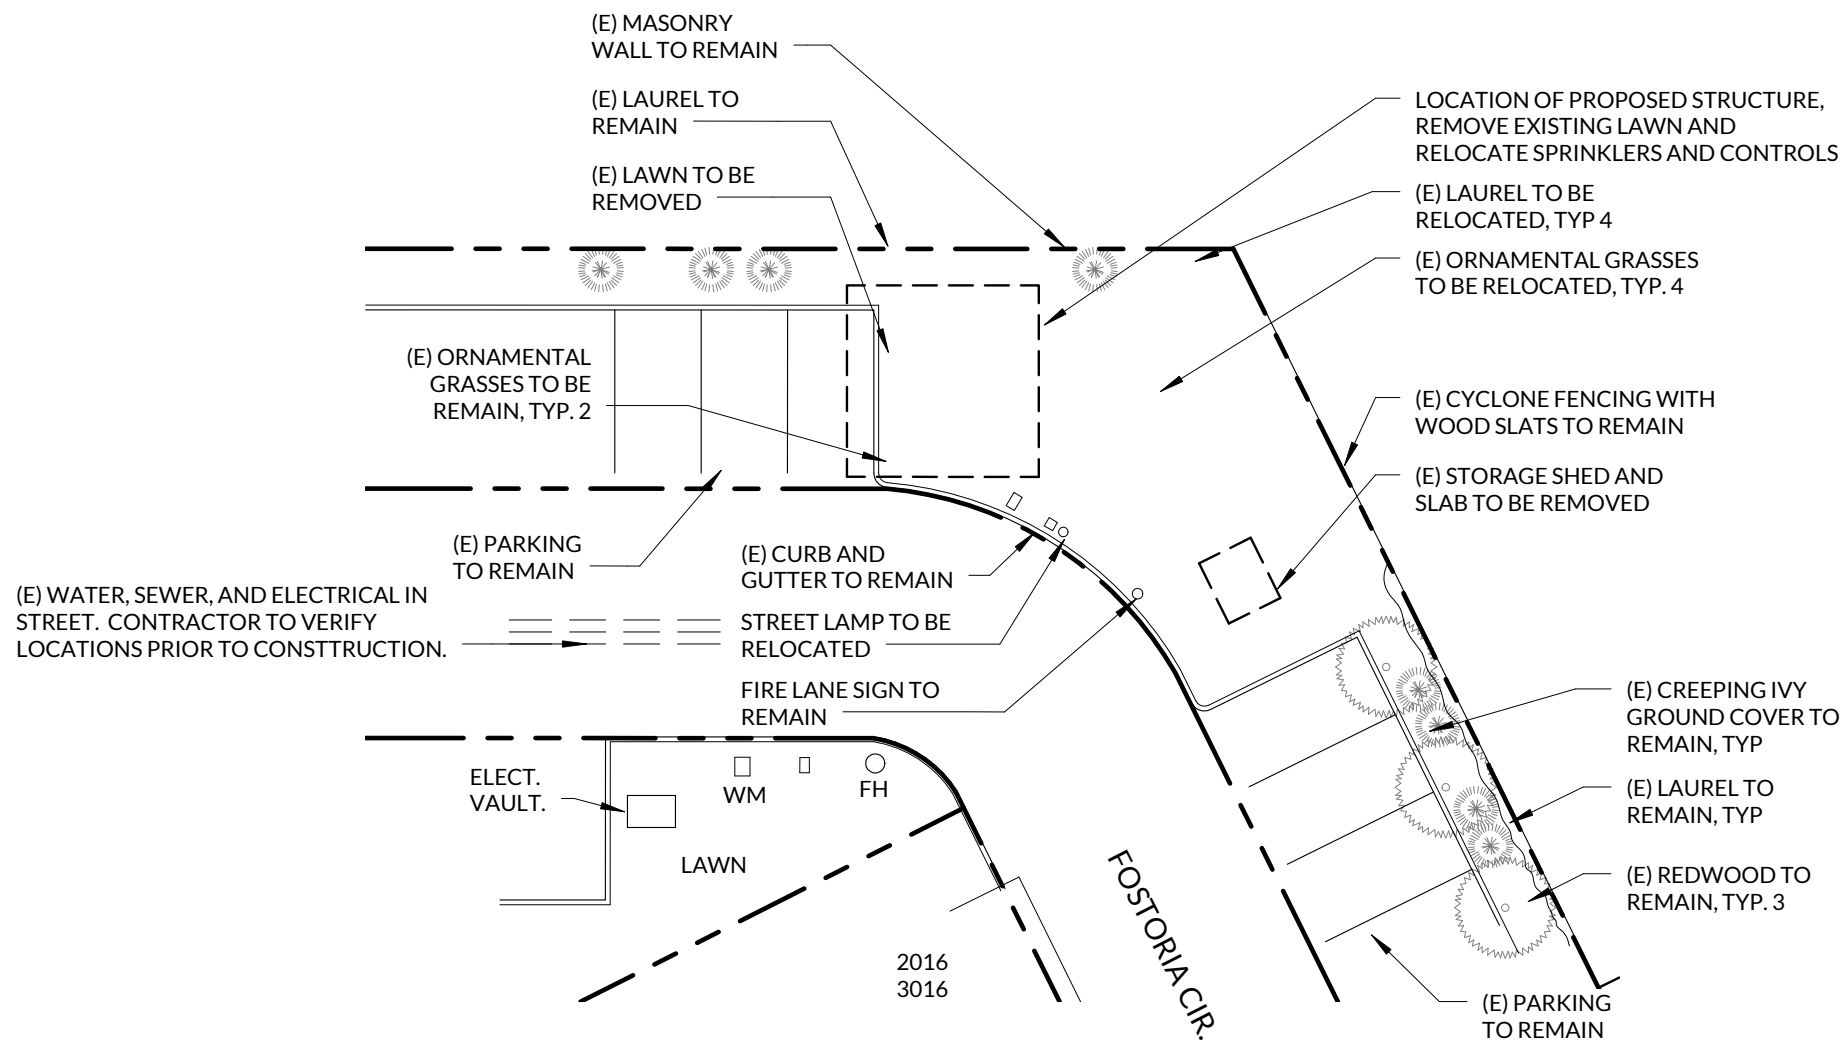 (E) MASONRY
WALL TO REMAIN
(E) LAUREL TO
REMAIN
(E) LAWN TO BE
REMOVED
LOCATION OF PROPOSED STRUCTURE,
REMOVE EXISTING LAWN AND
RELOCATE SPRINKLERS AND CONTROLS
(E) LAUREL TO BE
RELOCATED, TYP 4
(E) ORNAMENTAL GRASSES
TO BE RELOCATED, TYP. 4
(E) ORNAMENTAL
GRASSES TO BE
REMAIN, TYP. 2
(E) CYCLONE FENCING WITH
WOOD SLATS TO REMAIN
(E) STORAGE SHED AND
SLAB TO BE REMOVED
(E) PARKING
TO REMAIN
(E) CURB AND
GUTTER TO REMAIN
(E) WATER, SEWER, AND ELECTRICAL IN
STREET. CONTRACTOR TO VERIFY
LOCATIONS PRIOR TO CONSTTRUCTION.
STREET LAMP TO BE
RELOCATED
FIRE LANE SIGN TO
REMAIN
(E) CREEPING IVY
GROUND COVER TO
REMAIN, TYP
ELECT.
VAULT.
WM
FH
(E) LAUREL TO
REMAIN, TYP
LAWN
(E) REDWOOD TO
REMAIN, TYP. 3
FOSTORIA CIR.
2016
3016
(E) PARKING
TO REMAIN